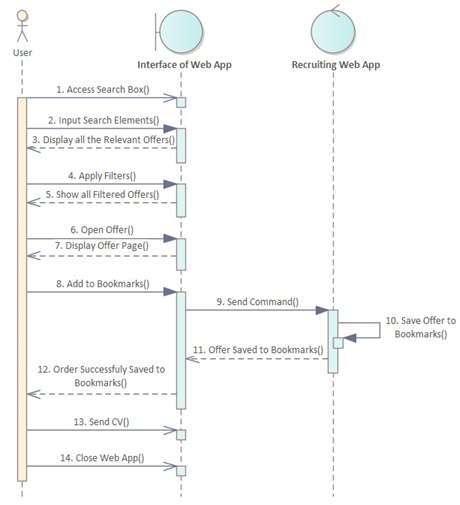 User
Interface of Web App
Recruiting Web App
1. Access Search Box()
2. Input Search Elements()
3. Display all the Relevant Offers()
4. Apply Filters()
5. Show all Filtered Offers()
6. Open Offer()
7. Display Offer Page()
8. Add to Bookmarks()
9. Send Command()
10. Save Offer to
Bookmarks()
11. Offer Saved to Bookmarks()
12. Order Successfuly Saved to
Bookmarks()
13. Send CV()
14. Close Web App()